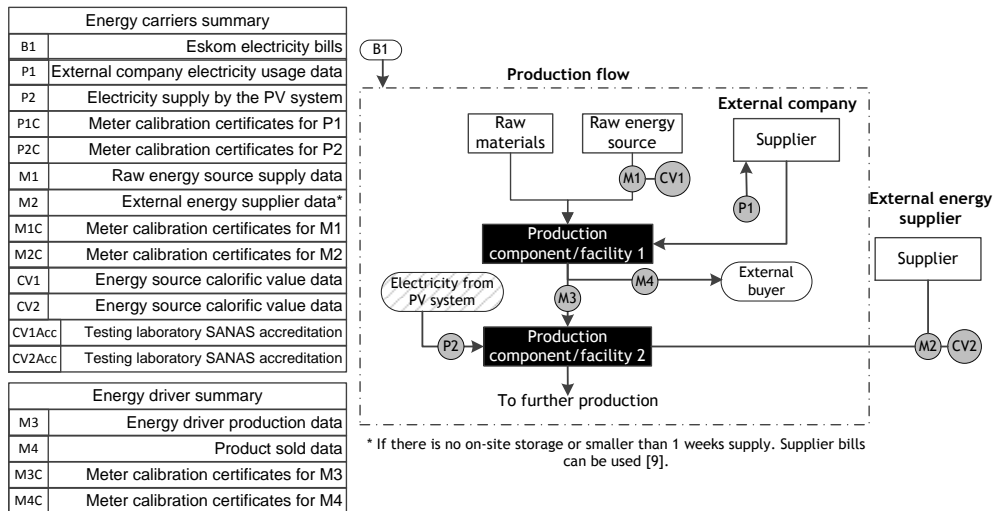 Energy carriers summary
B1 Eskom electricity bills
P1 External company electricity usage data
P2 Electricity supply by the PV system
P1C Meter calibration certificates for P1
P2C Meter calibration certificates for P2
M1 Raw energy source supply data
M2 External energy supplier data*
M1C Meter calibration certificates for M1
M2C Meter calibration certificates for M2
CV1 Energy source calorific value data
CV2 Energy source calorific value data
CV1Acc Testing laboratory SANAS accreditation
CV2Acc Testing laboratory SANAS accreditation
Energy driver summary
M3 Energy driver production data
M4 Product sold data
M3C Meter calibration certificates for M3
M4C Meter calibration certificates for M4
B1
Production flow
External company
Raw
materials
Raw energy
source
Supplier
M1
CV1
P1
External energy
supplier
Supplier
Production
component/facility 1
Electricity from
PV system
M3
M4
External
buyer
P2
Production
component/facility 2
M2
CV2
To further production
* If there is no on-site storage or smaller than 1 weeks supply. Supplier bills
can be used [9].